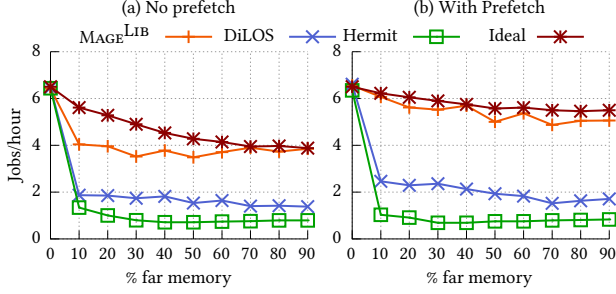 (a) No prefetch (b) With Prefetch
MAGE^LIB DiLOS Hermit Ideal
8 8
6 6
4 4
2 2
0 0
Jobs/hour
0 10 20 30 40 50 60 70 80 90 0 10 20 30 40 50 60 70 80 90
% far memory % far memory